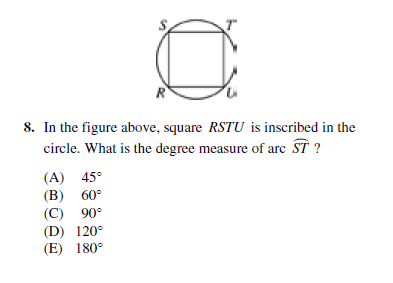 S T
R U
8. In the figure above, square RSTU is inscribed in the
circle. What is the degree measure of arc ST ?
(A) 45°
(B) 60°
(C) 90°
(D) 120°
(E) 180°